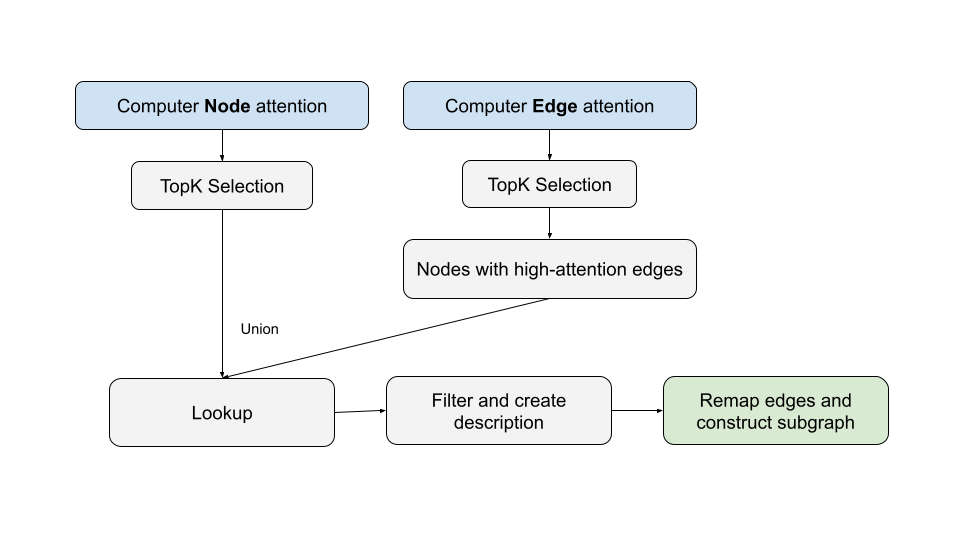 Computer Node attention
Computer Edge attention
TopK Selection
TopK Selection
Nodes with high-attention edges
Union
Lookup
Filter and create
description
Remap edges and
construct subgraph